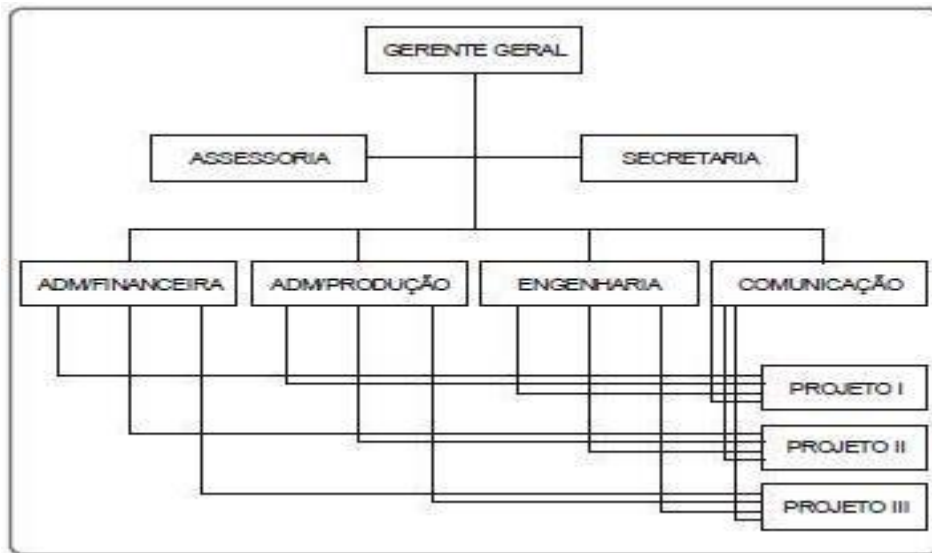 GERENTE GERAL
ASSESSORIA
SECRETARIA
ADM/FINANCEIRA
ADM/PRODUÇÃO
ENGENHARIA
COMUNICAÇÃO
PROJETO I
PROJETO II
PROJETO III